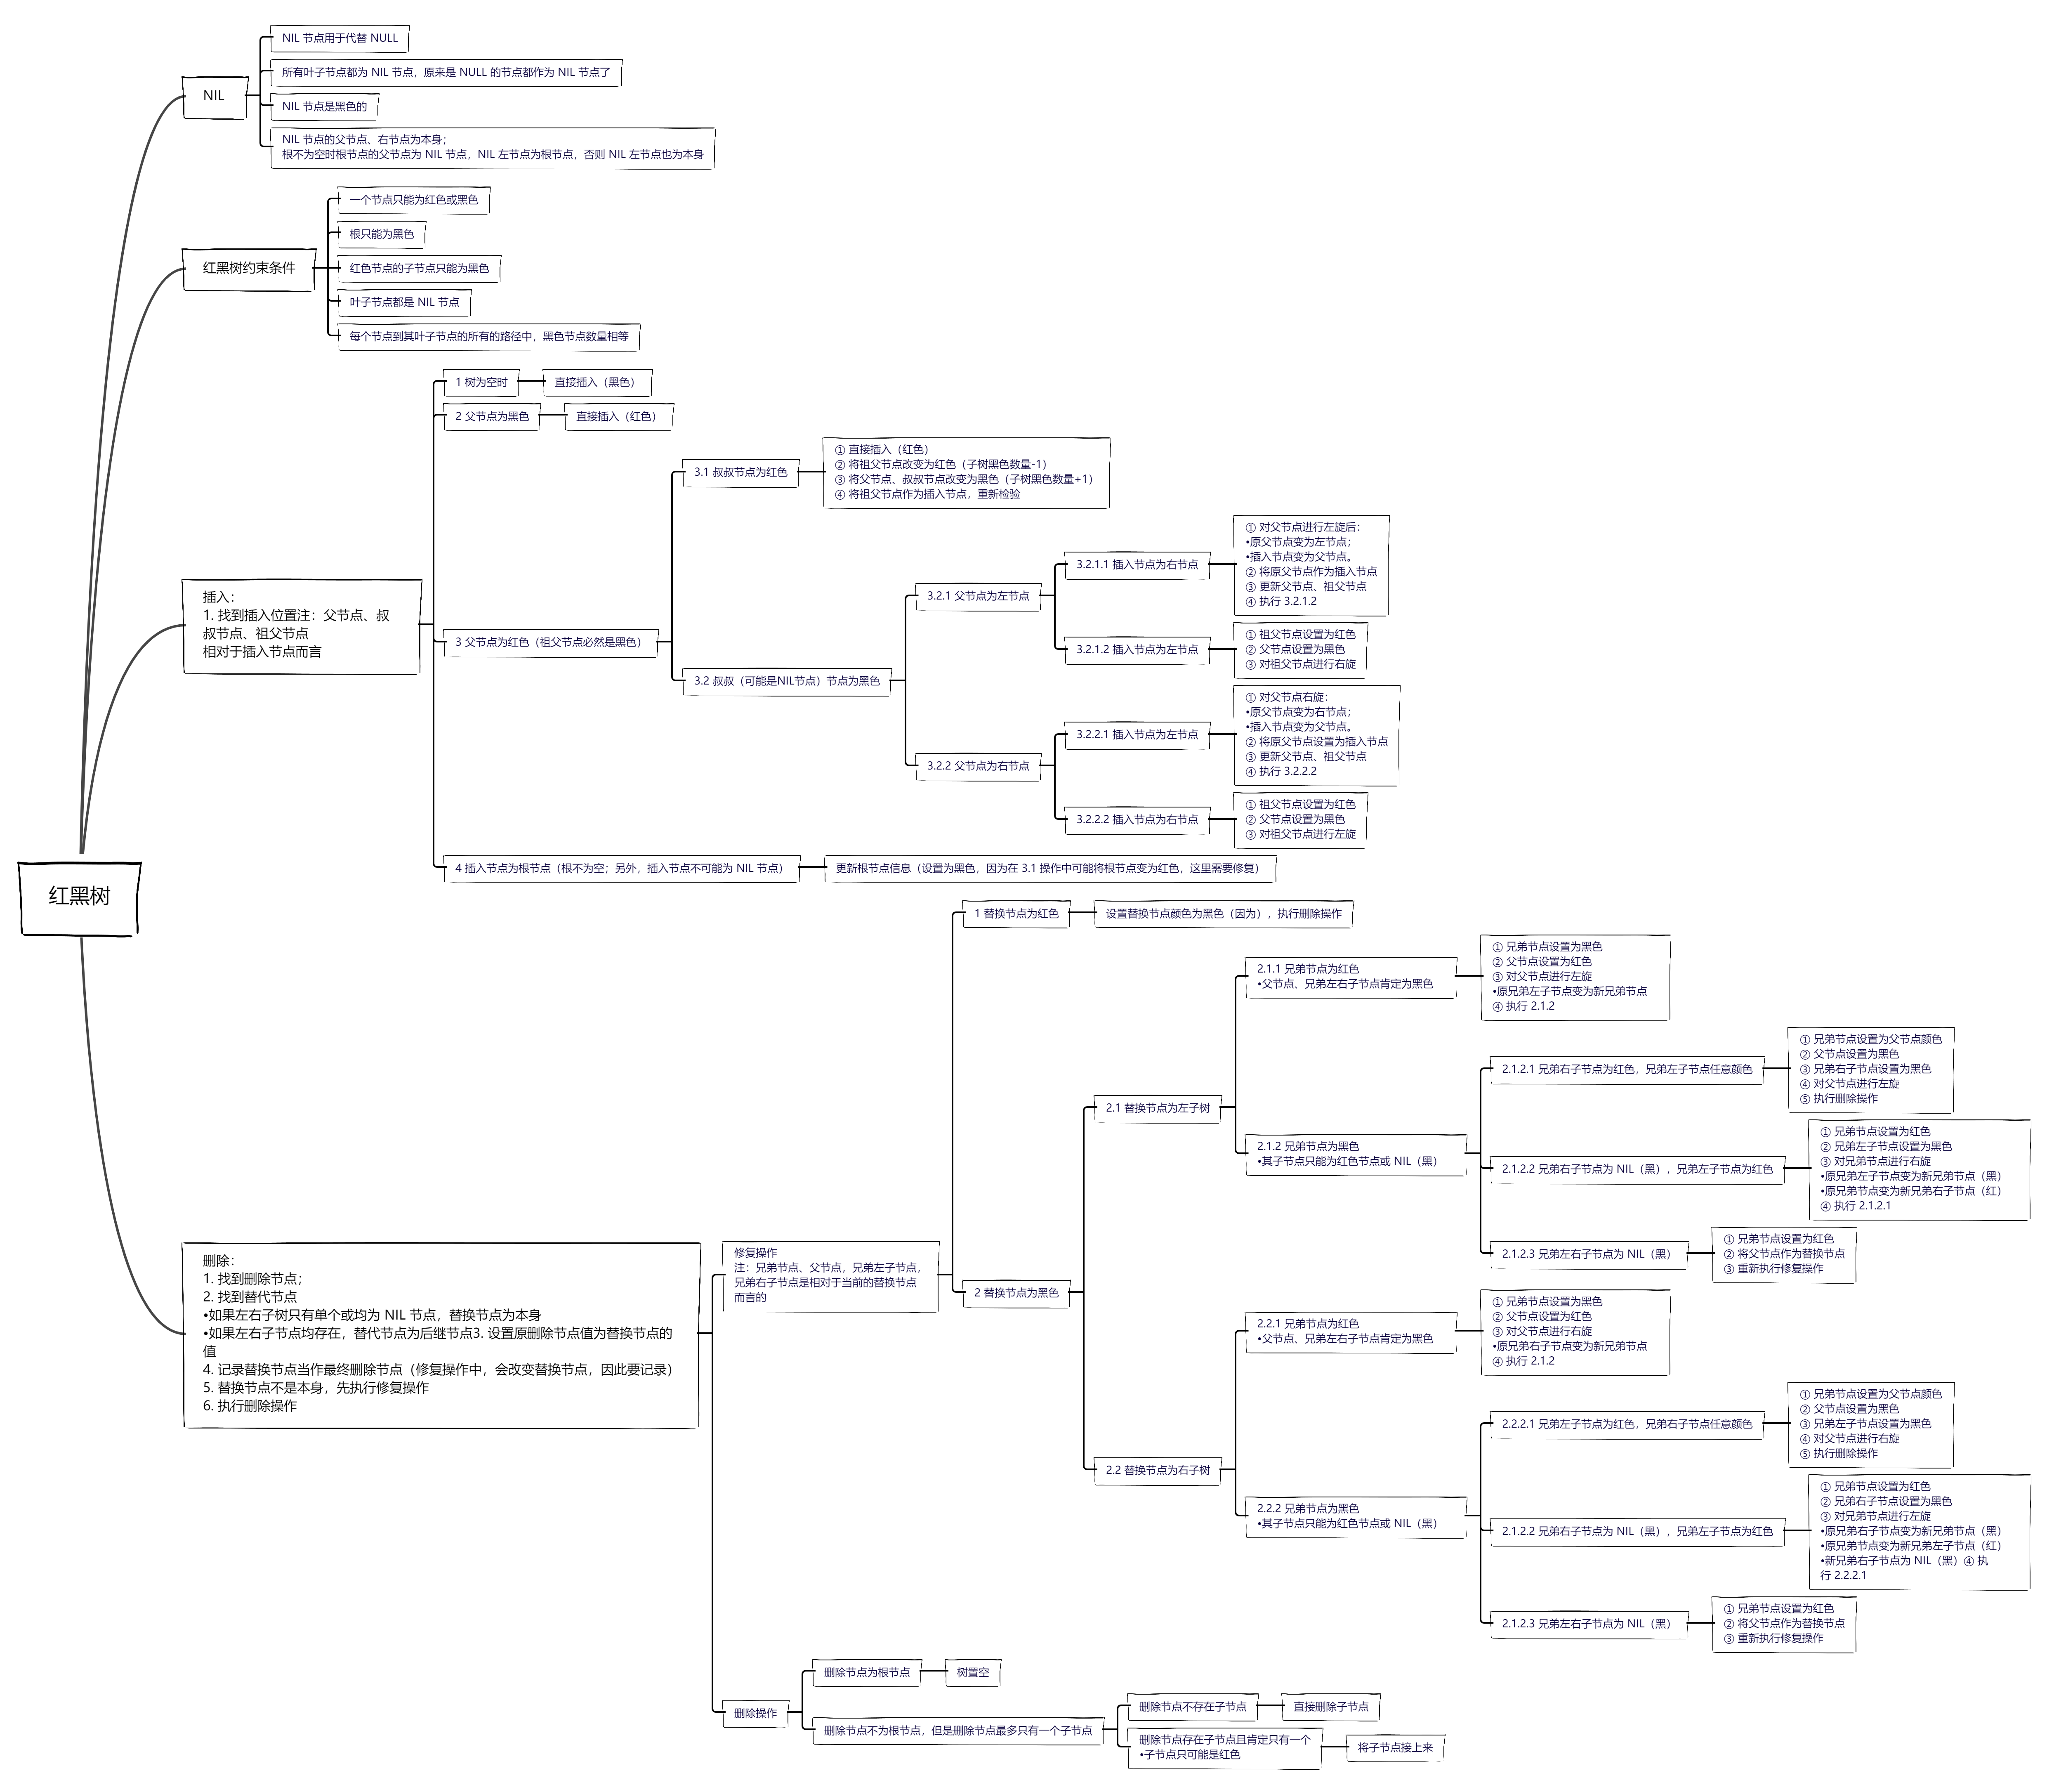 红黑树
NIL
NIL 节点用于代替 NULL
所有叶子节点都为 NIL 节点，原来是 NULL 的节点都作为 NIL 节点了
NIL 节点是黑色的
NIL 节点的父节点、右节点为本身；
根不为空时根节点的父节点为 NIL 节点，NIL 左节点为根节点，否则 NIL 左节点也为本身
红黑树约束条件
一个节点只能为红色或黑色
根只能为黑色
红色节点的子节点只能为黑色
叶子节点都是 NIL 节点
每个节点到其叶子节点的所有的路径中，黑色节点数量相等
插入：
1. 找到插入位置注：父节点、叔
叔节点、祖父节点
相对于插入节点而言
1 树为空时
直接插入（黑色）
2 父节点为黑色
直接插入（红色）
3 父节点为红色（祖父节点必然是黑色）
3.1 叔叔节点为红色
① 直接插入（红色）
② 将祖父节点改变为红色（子树黑色数量-1）
③ 将父节点、叔叔节点改变为黑色（子树黑色数量+1）
④ 将祖父节点作为插入节点，重新检验
3.2 叔叔（可能是NIL节点）节点为黑色
3.2.1 父节点为左节点
3.2.1.1 插入节点为右节点
① 对父节点进行左旋后：
•原父节点变为左节点；
•插入节点变为父节点。
② 将原父节点作为插入节点
③ 更新父节点、祖父节点
④ 执行 3.2.1.2
3.2.1.2 插入节点为左节点
① 祖父节点设置为红色
② 父节点设置为黑色
③ 对祖父节点进行右旋
3.2.2 父节点为右节点
3.2.2.1 插入节点为左节点
① 对父节点右旋：
•原父节点变为右节点；
•插入节点变为父节点。
② 将原父节点设置为插入节点
③ 更新父节点、祖父节点
④ 执行 3.2.2.2
3.2.2.2 插入节点为右节点
① 祖父节点设置为红色
② 父节点设置为黑色
③ 对祖父节点进行左旋
4 插入节点为根节点（根不为空；另外，插入节点不可能为 NIL 节点）
更新根节点信息（设置为黑色，因为在 3.1 操作中可能将根节点变为红色，这里需要修复）
删除：
1. 找到删除节点；
2. 找到替代节点
•如果左右子树只有单个或均为 NIL 节点，替换节点为本身
•如果左右子节点均存在，替代节点为后继节点3. 设置原删除节点值为替换节点的
值
4. 记录替换节点当作最终删除节点（修复操作中，会改变替换节点，因此要记录）
5. 替换节点不是本身，先执行修复操作
6. 执行删除操作
修复操作
注：兄弟节点、父节点，兄弟左子节点，
兄弟右子节点是相对于当前的替换节点
而言的
1 替换节点为红色
设置替换节点颜色为黑色（因为），执行删除操作
2 替换节点为黑色
2.1 替换节点为左子树
2.1.1 兄弟节点为红色
•父节点、兄弟左右子节点肯定为黑色
① 兄弟节点设置为黑色
② 父节点设置为红色
③ 对父节点进行左旋
•原兄弟左子节点变为新兄弟节点
④ 执行 2.1.2
2.1.2 兄弟节点为黑色
•其子节点只能为红色节点或 NIL（黑）
2.1.2.1 兄弟右子节点为红色，兄弟左子节点任意颜色
① 兄弟节点设置为父节点颜色
② 父节点设置为黑色
③ 兄弟右子节点设置为黑色
④ 对父节点进行左旋
⑤ 执行删除操作
2.1.2.2 兄弟右子节点为 NIL（黑），兄弟左子节点为红色
① 兄弟节点设置为红色
② 兄弟左子节点设置为黑色
③ 对兄弟节点进行右旋
•原兄弟左子节点变为新兄弟节点（黑）
•原兄弟节点变为新兄弟右子节点（红）
④ 执行 2.1.2.1
2.1.2.3 兄弟左右子节点为 NIL（黑）
① 兄弟节点设置为红色
② 将父节点作为替换节点
③ 重新执行修复操作
2.2 替换节点为右子树
2.2.1 兄弟节点为红色
•父节点、兄弟左右子节点肯定为黑色
① 兄弟节点设置为黑色
② 父节点设置为红色
③ 对父节点进行右旋
•原兄弟右子节点变为新兄弟节点
④ 执行 2.1.2
2.2.2 兄弟节点为黑色
•其子节点只能为红色节点或 NIL（黑）
2.2.2.1 兄弟左子节点为红色，兄弟右子节点任意颜色
① 兄弟节点设置为父节点颜色
② 父节点设置为黑色
③ 兄弟左子节点设置为黑色
④ 对父节点进行右旋
⑤ 执行删除操作
2.1.2.2 兄弟右子节点为 NIL（黑），兄弟左子节点为红色
① 兄弟节点设置为红色
② 兄弟右子节点设置为黑色
③ 对兄弟节点进行左旋
•原兄弟右子节点变为新兄弟节点（黑）
•原兄弟节点变为新兄弟左子节点（红）
•新兄弟右子节点为 NIL（黑）④ 执
行 2.2.2.1
2.1.2.3 兄弟左右子节点为 NIL（黑）
① 兄弟节点设置为红色
② 将父节点作为替换节点
③ 重新执行修复操作
删除操作
删除节点为根节点
树置空
删除节点不为根节点，但是删除节点最多只有一个子节点
删除节点不存在子节点
直接删除子节点
删除节点存在子节点且肯定只有一个
•子节点只可能是红色
将子节点接上来